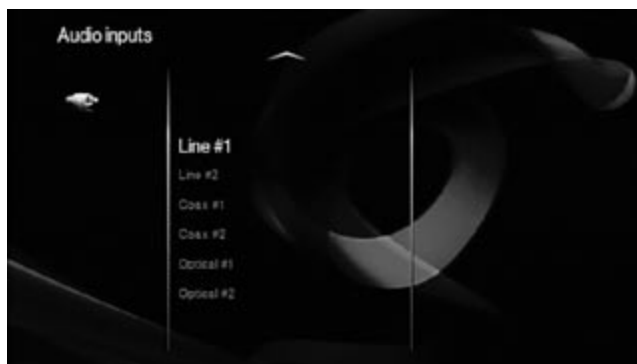 Audio inputs
Line #1
Line #2
Coax #1
Coax #2
Optical #1
Optical #2